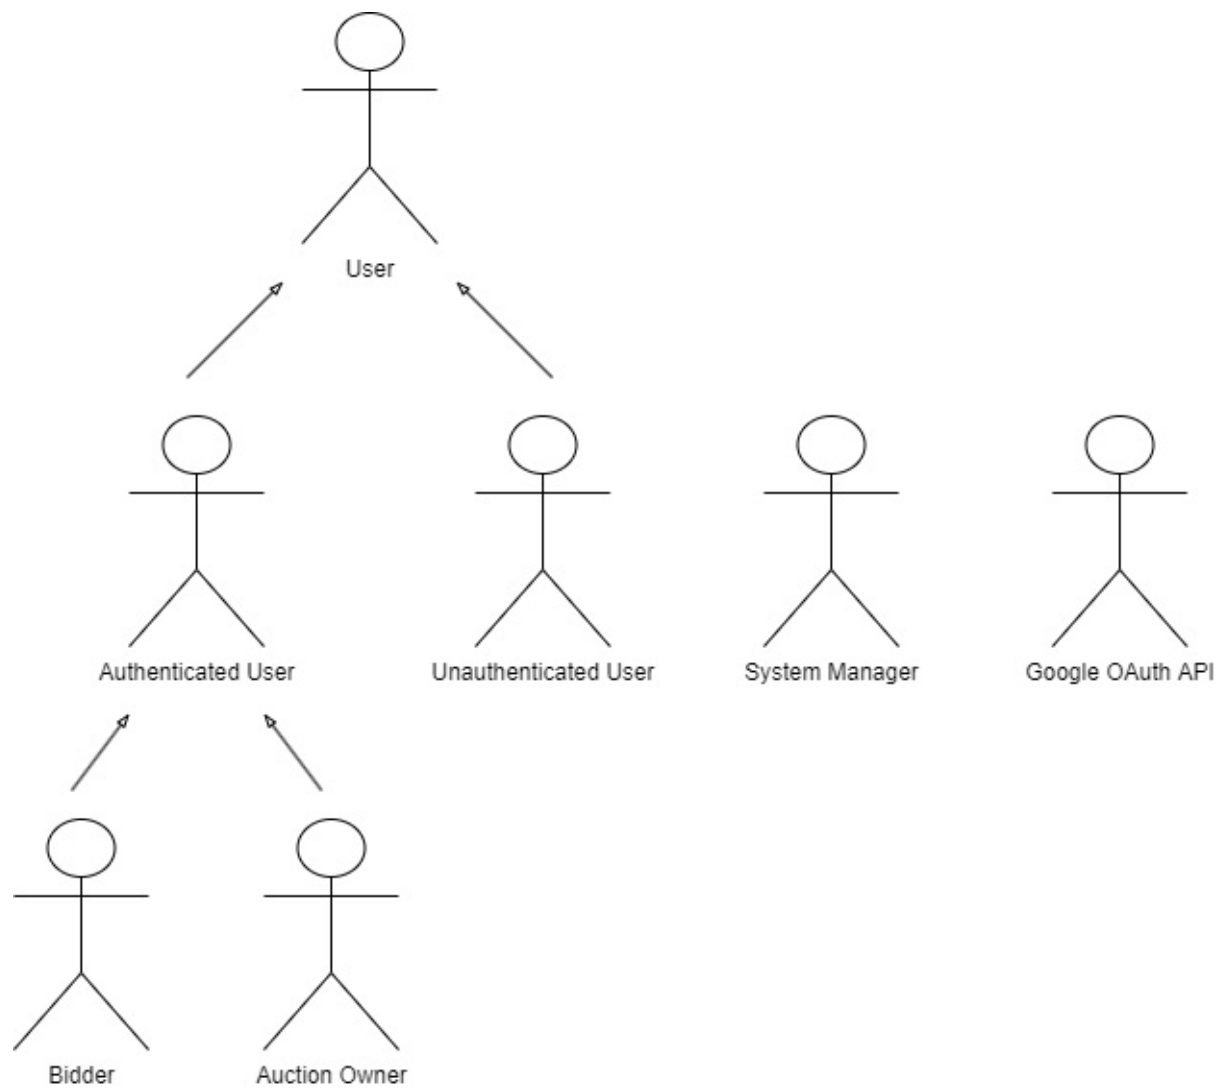 User
Authenticated User
Unauthenticated User
System Manager
Google OAuth API
Bidder
Auction Owner